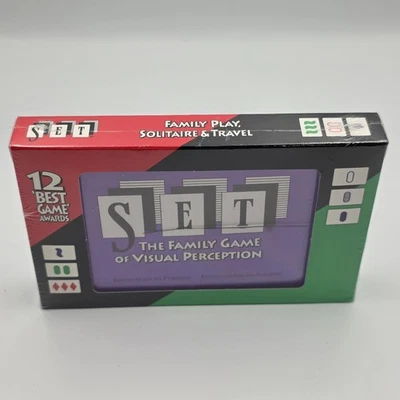 SET
FAMILY PLAY,
SOLITAIRE & TRAVEL
12
'BEST
GAME'
AWARDS
SET
THE FAMILY GAME
OF VISUAL PERCEPTION